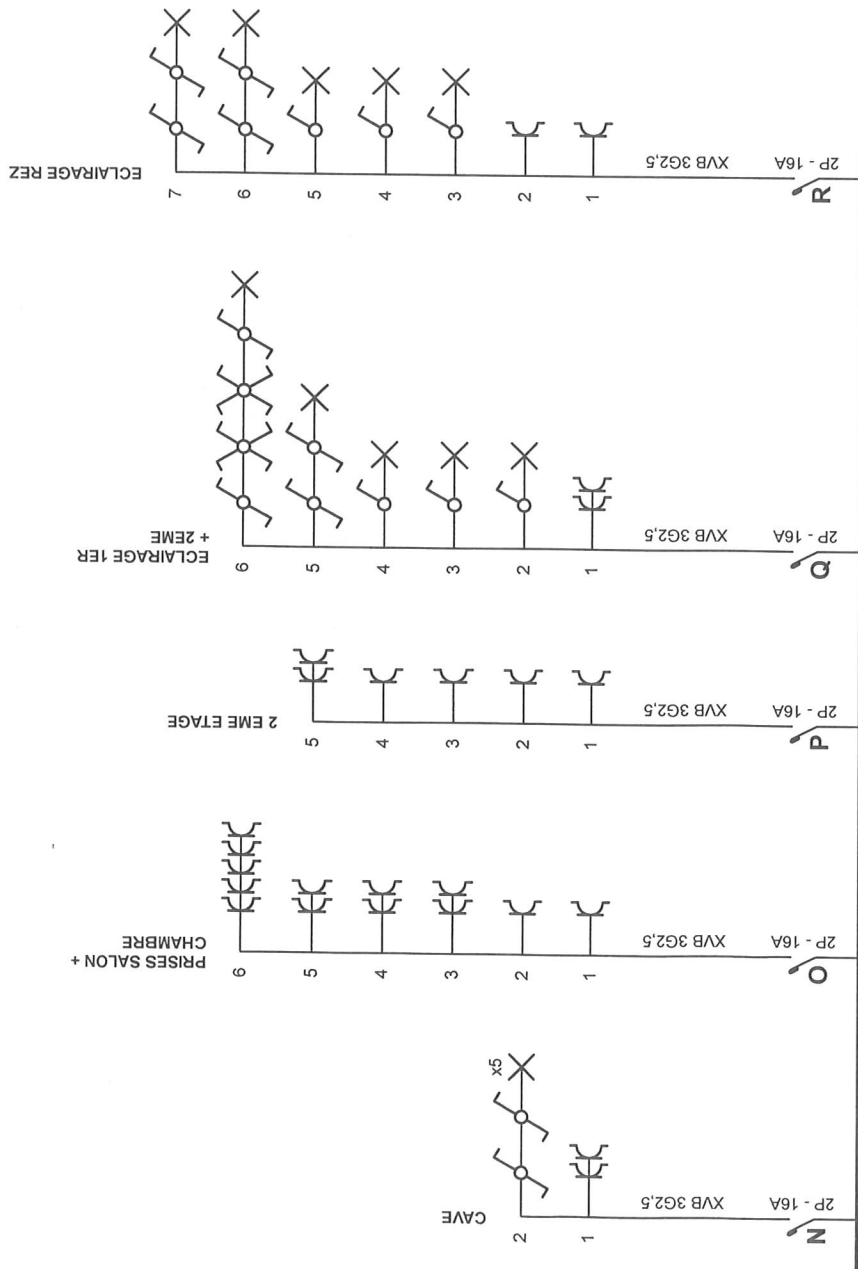 ECLAIRAGE REZ
7
6
5
4
3
2
1
XVB 3G2,5
2P - 16A
R
ECLAIRAGE 1ER
+ 2EME
6
5
4
3
2
1
XVB 3G2,5
2P - 16A
Q
2 EME ETAGE
5
4
3
2
1
XVB 3G2,5
2P - 16A
P
PRISES SALON +
CHAMBRE
6
5
4
3
2
1
XVB 3G2,5
2P - 16A
O
CAVE
x5
2
1
XVB 3G2,5
2P - 16A
N